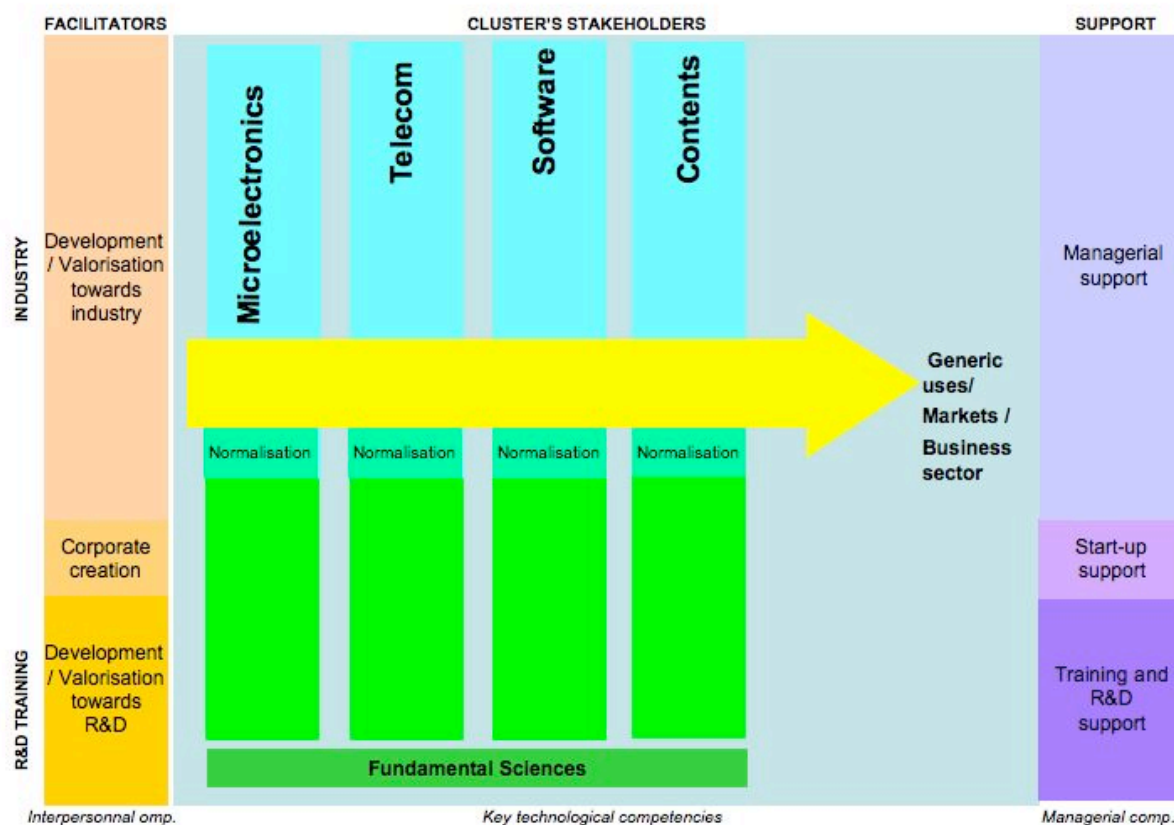 FACILITATORS
CLUSTER'S STAKEHOLDERS
SUPPORT
INDUSTRY
R&D TRAINING
Development
/ Valorisation
towards
industry
Corporate
creation
Development
/ Valorisation
towards
R&D
Microelectronics
Telecom
Software
Contents
Generic
uses/
Markets /
Business
sector
Normalisation
Normalisation
Normalisation
Normalisation
Fundamental Sciences
Managerial
support
Start-up
support
Training and
R&D
support
Interpersonnal omp.
Key technological competencies
Managerial comp.